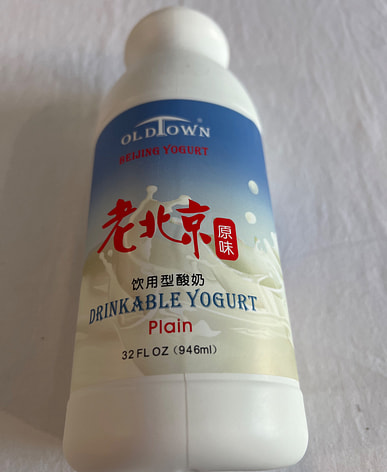 OLDTOWN®
BEIJING YOGURT
老北京 原味
饮用型酸奶
DRINKABLE YOGURT
Plain
32 FL OZ (946ml)